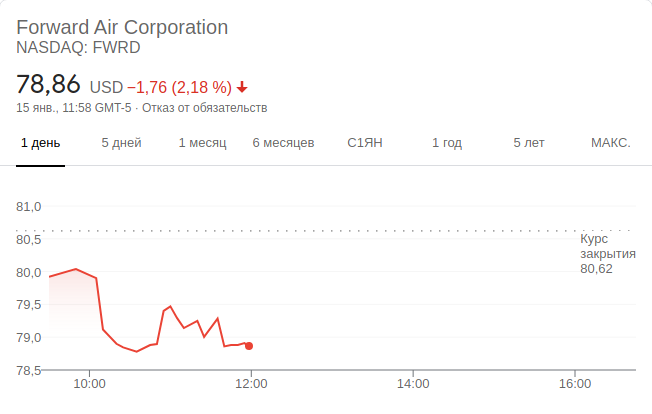 Forward Air Corporation
NASDAQ: FWRD
78,86 USD −1,76 (2,18 %)
15 янв., 11:58 GMT-5 · Отказ от обязательств
1 день 5 дней 1 месяц 6 месяцев С1ЯН 1 год 5 лет МАКС.
81,0
80,5
Курс
закрытия
80,62
80,0
79,5
79,0
78,5
10:00 12:00 14:00 16:00